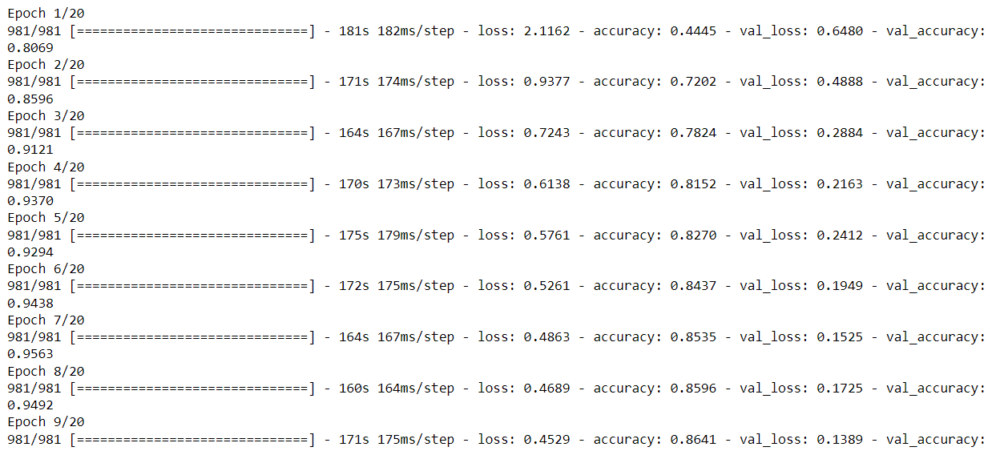 Epoch 1/20
981/981 [==============================] - 181s 182ms/step - loss: 2.1162 - accuracy: 0.4445 - val_loss: 0.6480 - val_accuracy:
0.8069
Epoch 2/20
981/981 [==============================] - 171s 174ms/step - loss: 0.9377 - accuracy: 0.7202 - val_loss: 0.4888 - val_accuracy:
0.8596
Epoch 3/20
981/981 [==============================] - 164s 167ms/step - loss: 0.7243 - accuracy: 0.7824 - val_loss: 0.2884 - val_accuracy:
0.9121
Epoch 4/20
981/981 [==============================] - 170s 173ms/step - loss: 0.6138 - accuracy: 0.8152 - val_loss: 0.2163 - val_accuracy:
0.9370
Epoch 5/20
981/981 [==============================] - 175s 179ms/step - loss: 0.5761 - accuracy: 0.8270 - val_loss: 0.2412 - val_accuracy:
0.9294
Epoch 6/20
981/981 [==============================] - 172s 175ms/step - loss: 0.5261 - accuracy: 0.8437 - val_loss: 0.1949 - val_accuracy:
0.9438
Epoch 7/20
981/981 [==============================] - 164s 167ms/step - loss: 0.4863 - accuracy: 0.8535 - val_loss: 0.1525 - val_accuracy:
0.9563
Epoch 8/20
981/981 [==============================] - 160s 164ms/step - loss: 0.4689 - accuracy: 0.8596 - val_loss: 0.1725 - val_accuracy:
0.9492
Epoch 9/20
981/981 [==============================] - 171s 175ms/step - loss: 0.4529 - accuracy: 0.8641 - val_loss: 0.1389 - val_accuracy: